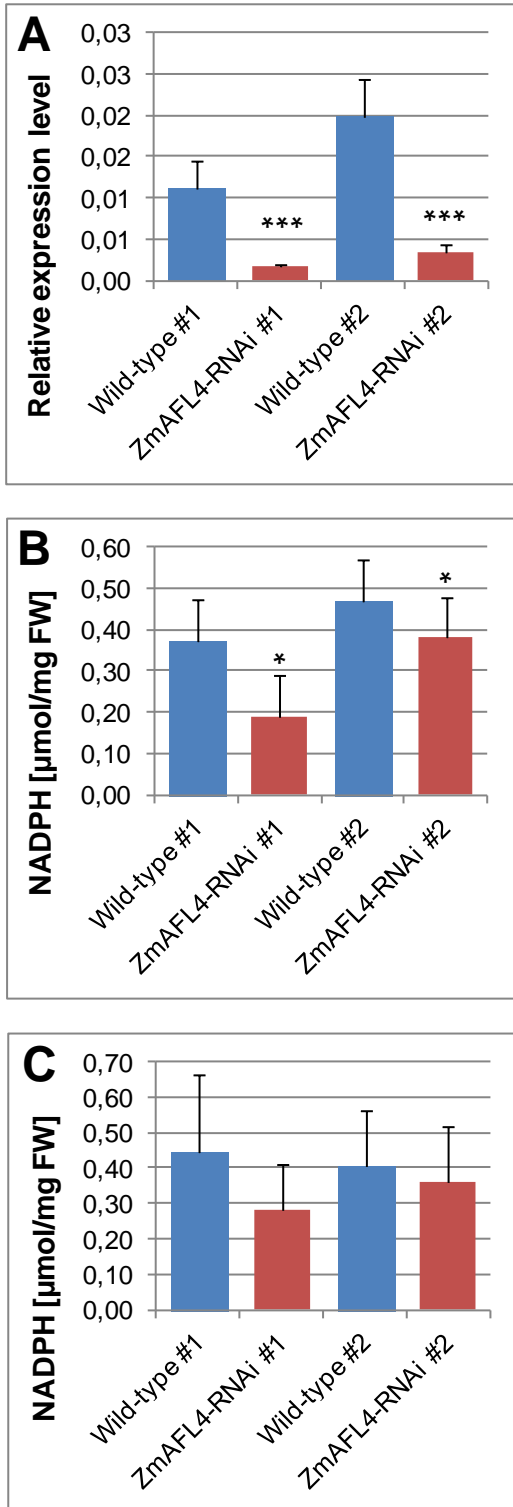 A
Relative expression level
0,03
0,03
0,02
0,02
0,01
0,01
0,00
***
***
Wild-type #1
ZmAFL4-RNAi #1
Wild-type #2
ZmAFL4-RNAi #2
B
NADPH [µmol/mg FW]
0,60
0,50
0,40
0,30
0,20
0,10
0,00
*
*
Wild-type #1
ZmAFL4-RNAi #1
Wild-type #2
ZmAFL4-RNAi #2
C
NADPH [µmol/mg FW]
0,70
0,60
0,50
0,40
0,30
0,20
0,10
0,00
Wild-type #1
ZmAFL4-RNAi #1
Wild-type #2
ZmAFL4-RNAi #2